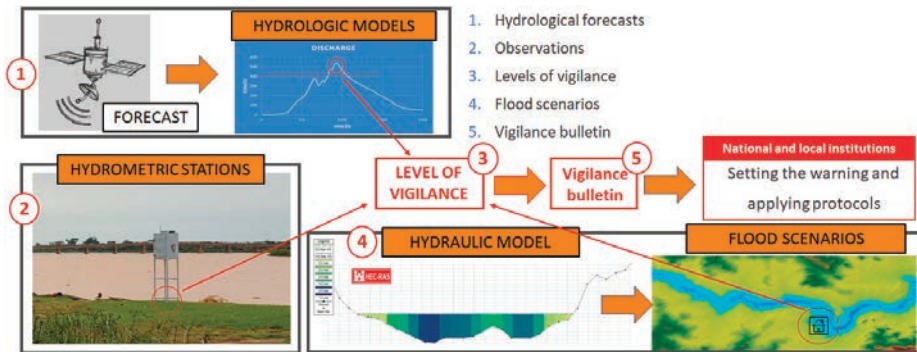 HYDROLOGIC MODELS
DISCHARGE
1
FORECAST
1. Hydrological forecasts
2. Observations
3. Levels of vigilance
4. Flood scenarios
5. Vigilance bulletin
HYDROMETRIC STATIONS
2
LEVEL OF
VIGILANCE
3
Vigilance
bulletin
5
National and local institutions
Setting the warning and
applying protocols
4
HYDRAULIC MODEL
HEC-RAS
FLOOD SCENARIOS